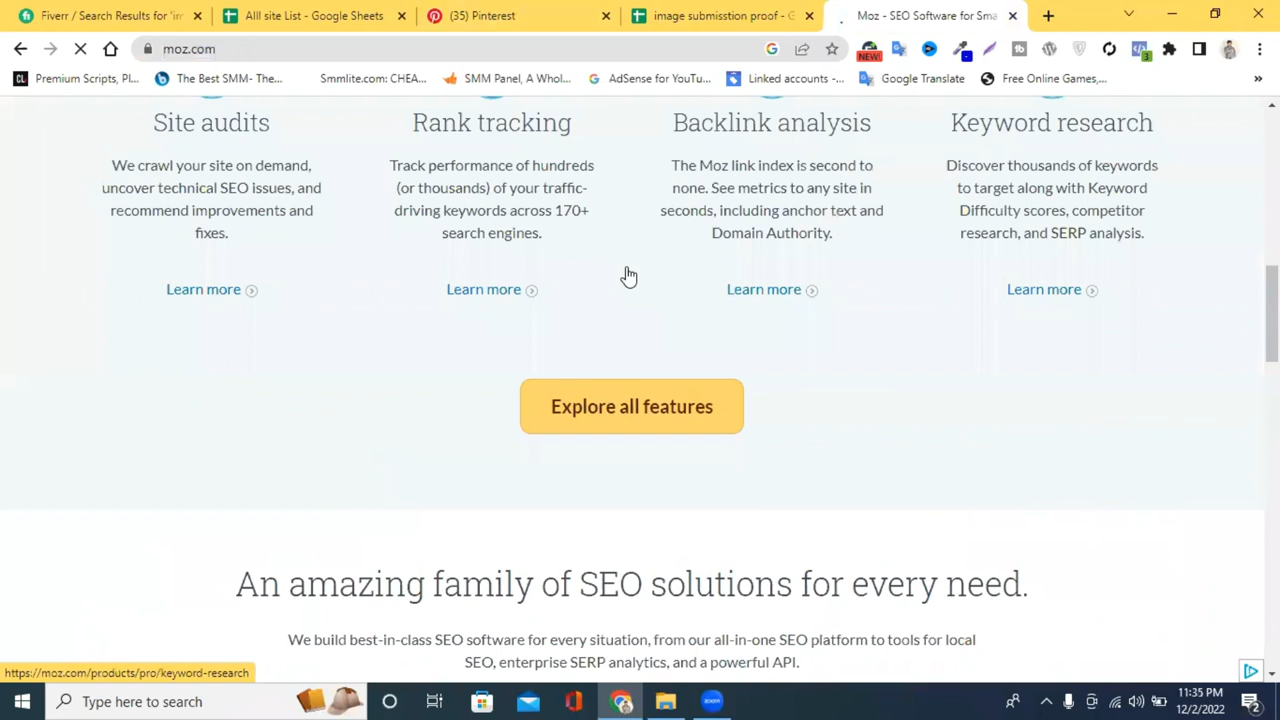 Fiverr / Search Results for 'im
Alll site List - Google Sheets
(35) Pinterest
image submisstion proof - G
Moz - SEO Software for Sma
moz.com
NEW!
3
Premium Scripts, Pl...
The Best SMM- The...
Smmlite.com: CHEA...
SMM Panel, A Whol...
AdSense for YouTu...
Linked accounts -...
Google Translate
Free Online Games,...
»
Site audits
Rank tracking
Backlink analysis
Keyword research
We crawl your site on demand,
uncover technical SEO issues, and
recommend improvements and
fixes.
Track performance of hundreds
(or thousands) of your traffic-
driving keywords across 170+
search engines.
The Moz link index is second to
none. See metrics to any site in
seconds, including anchor text and
Domain Authority.
Discover thousands of keywords
to target along with Keyword
Difficulty scores, competitor
research, and SERP analysis.
Learn more
Learn more
Learn more
Learn more
Explore all features
An amazing family of SEO solutions for every need.
We build best-in-class SEO software for every situation, from our all-in-one SEO platform to tools for local
SEO, enterprise SERP analytics, and a powerful API.
https://moz.com/products/pro/keyword-research
Type here to search
zoom
11:35 PM
12/2/2022
2